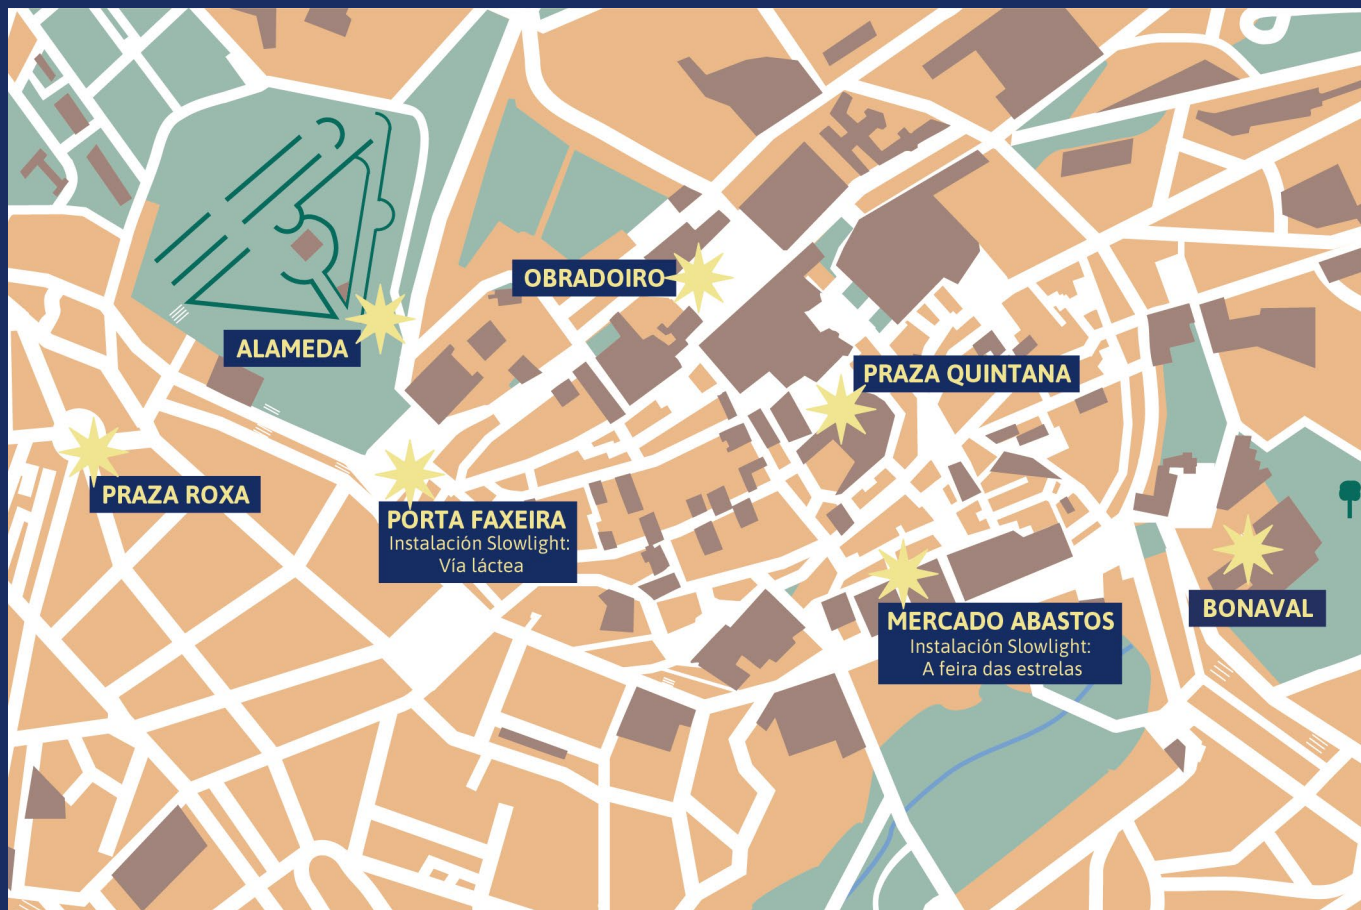 OBRADOIRO
ALAMEDA
PRAZA QUINTANA
PRAZA ROXA
PORTA FAXEIRA
Instalación Slowlight:
Vía láctea
MERCADO ABASTOS
Instalación Slowlight:
A feira das estrelas
BONAVAL